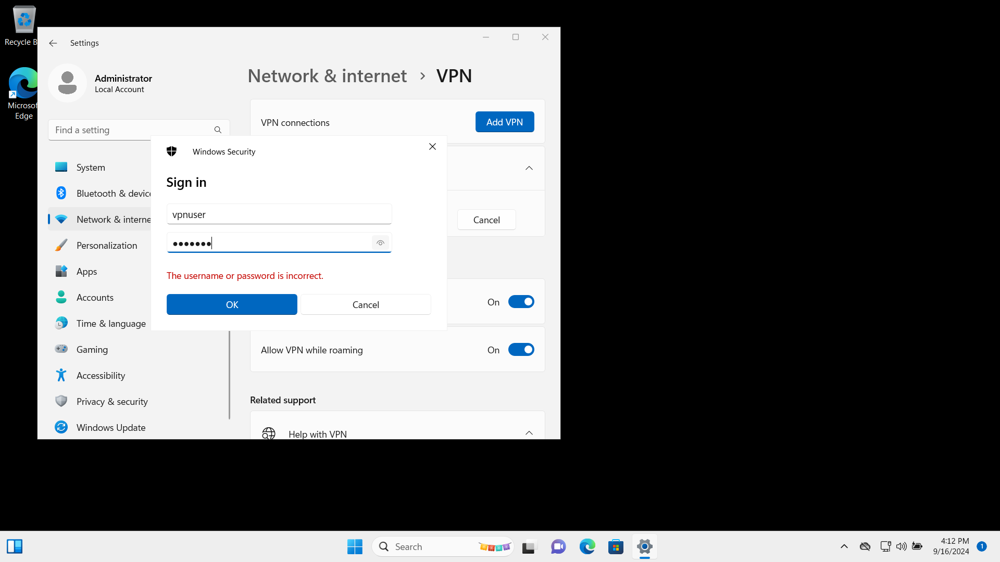 Recycle B
Microsof
Edge
Settings
Administrator
Local Account
Find a setting
System
Bluetooth & device
Network & interne
Personalization
Apps
Accounts
Time & language
Gaming
Accessibility
Privacy & security
Windows Update
Network & internet › VPN
VPN connections
Add VPN
Cancel
Windows Security
Sign in
vpnuser
●●●●●●●
The username or password is incorrect.
OK
Cancel
On
Allow VPN while roaming
On
Related support
Help with VPN
Search
4:12 PM
9/16/2024
1